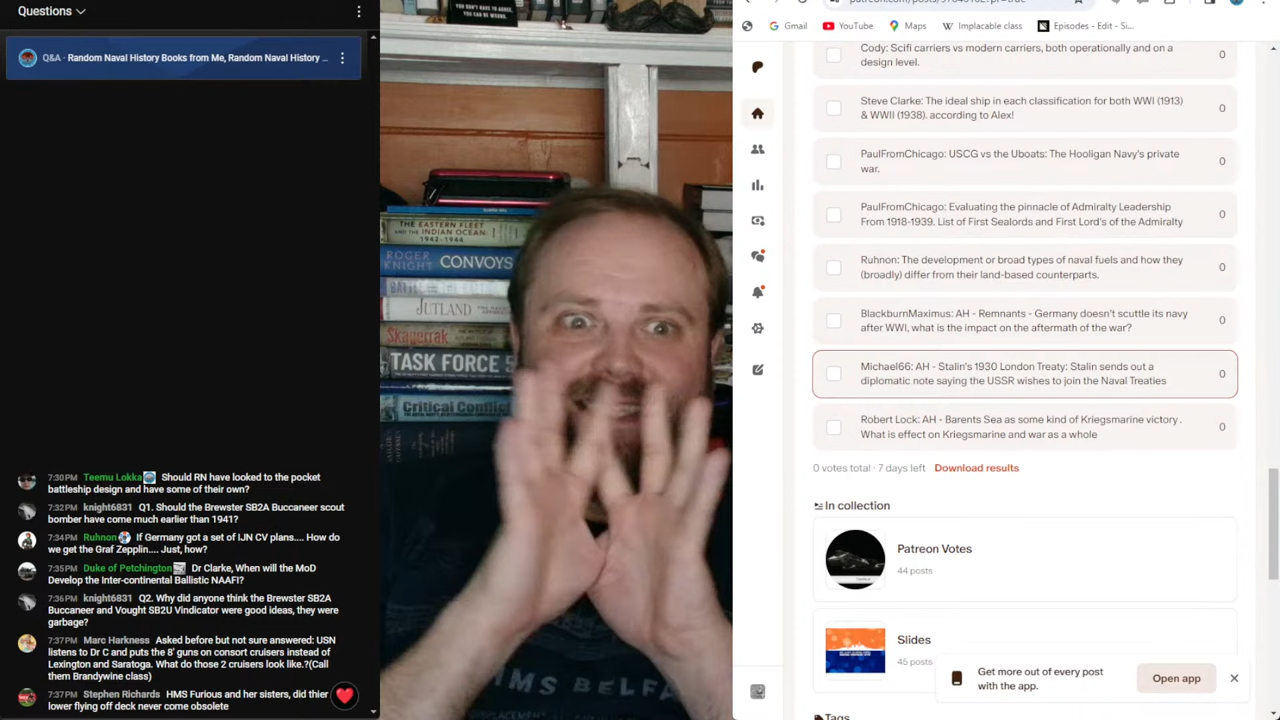 Questions
Q&A · Random Naval History Books from Me, Random Naval History ...
7:30PM Teemu Lokka Should RN have looked to the pocket
battleship design and have some of their own?
7:32PM knight6831 Q1. Should the Brewster SB2A Buccaneer scout
bomber have come much earlier than 1941?
7:34PM Ruhnon If Germany got a set of IJN CV plans.... How do
we get the Graf Zepplin.... Just, how?
7:35PM Duke of Petchington Dr Clarke, When will the MoD
Develop the Inter-continental Ballistic MAAFI?
7:36PM knight6831 Q2. Why did anyone think the Brewster SB2A
Buccaneer and Vought SB2U Vindicator were good ideas, they were
garbage?
7:37PM Marc Harkness Asked before but not sure answered: USN
listens to Dr C and puts the 8' guns on consort cruisers instead of
Lexington and Saratoga. What do those 2 cruisers look like.?(Call
them Brandywine class)
7:37PM Stephen Richards HMS Furious and her sisters, did their
lower flying off deck never come obsolete
YOU DON'T HAVE TO AGREE,
YOU CAN BE WRONG.
THE EASTERN FLEET
AND THE INDIAN OCEAN
1942-1944
ROGER
KNIGHT CONVOYS
JUTLAND
Skagerrak
TASK FORCE
Critical Conflict
HMS BELFA
Gmail YouTube Maps Implacable class Episodes - Edit - Si...
Cody: Scifi carriers vs modern carriers, both operationally and on a
design level.
0
Steve Clarke: The ideal ship in each classification for both WWI (1913)
& WWII (1938). according to Alex!
0
PaulFromChicago: USCG vs the Uboats: The Hooligan Navy's private
war.
0
PaulFromChicago: Evaluating the pinnacle of Admiralty Leadership
From 1918-1939. List of First Sealords and First Lords of the Admiralty
0
Ruhnon: The development or broad types of naval fuels and how they
(broadly) differ from their land-based counterparts.
0
BlackburnMaximus: AH - Remnants - Germany doesn't scuttle its navy
after WWI, what is the impact on the aftermath of the war?
0
Michael66: AH - Stalin's 1930 London Treaty: Stalin sends out a
diplomatic note saying the USSR wishes to join the Naval Treaties
0
Robert Lock: AH - Barents Sea as some kind of Kriegsmarine victory .
What is effect on Kriegsmarine and war as a whole
0
0 votes total · 7 days left Download results
In collection
Patreon Votes
44 posts
Slides
45 posts
Get more out of every post
with the app.
Open app
Tags